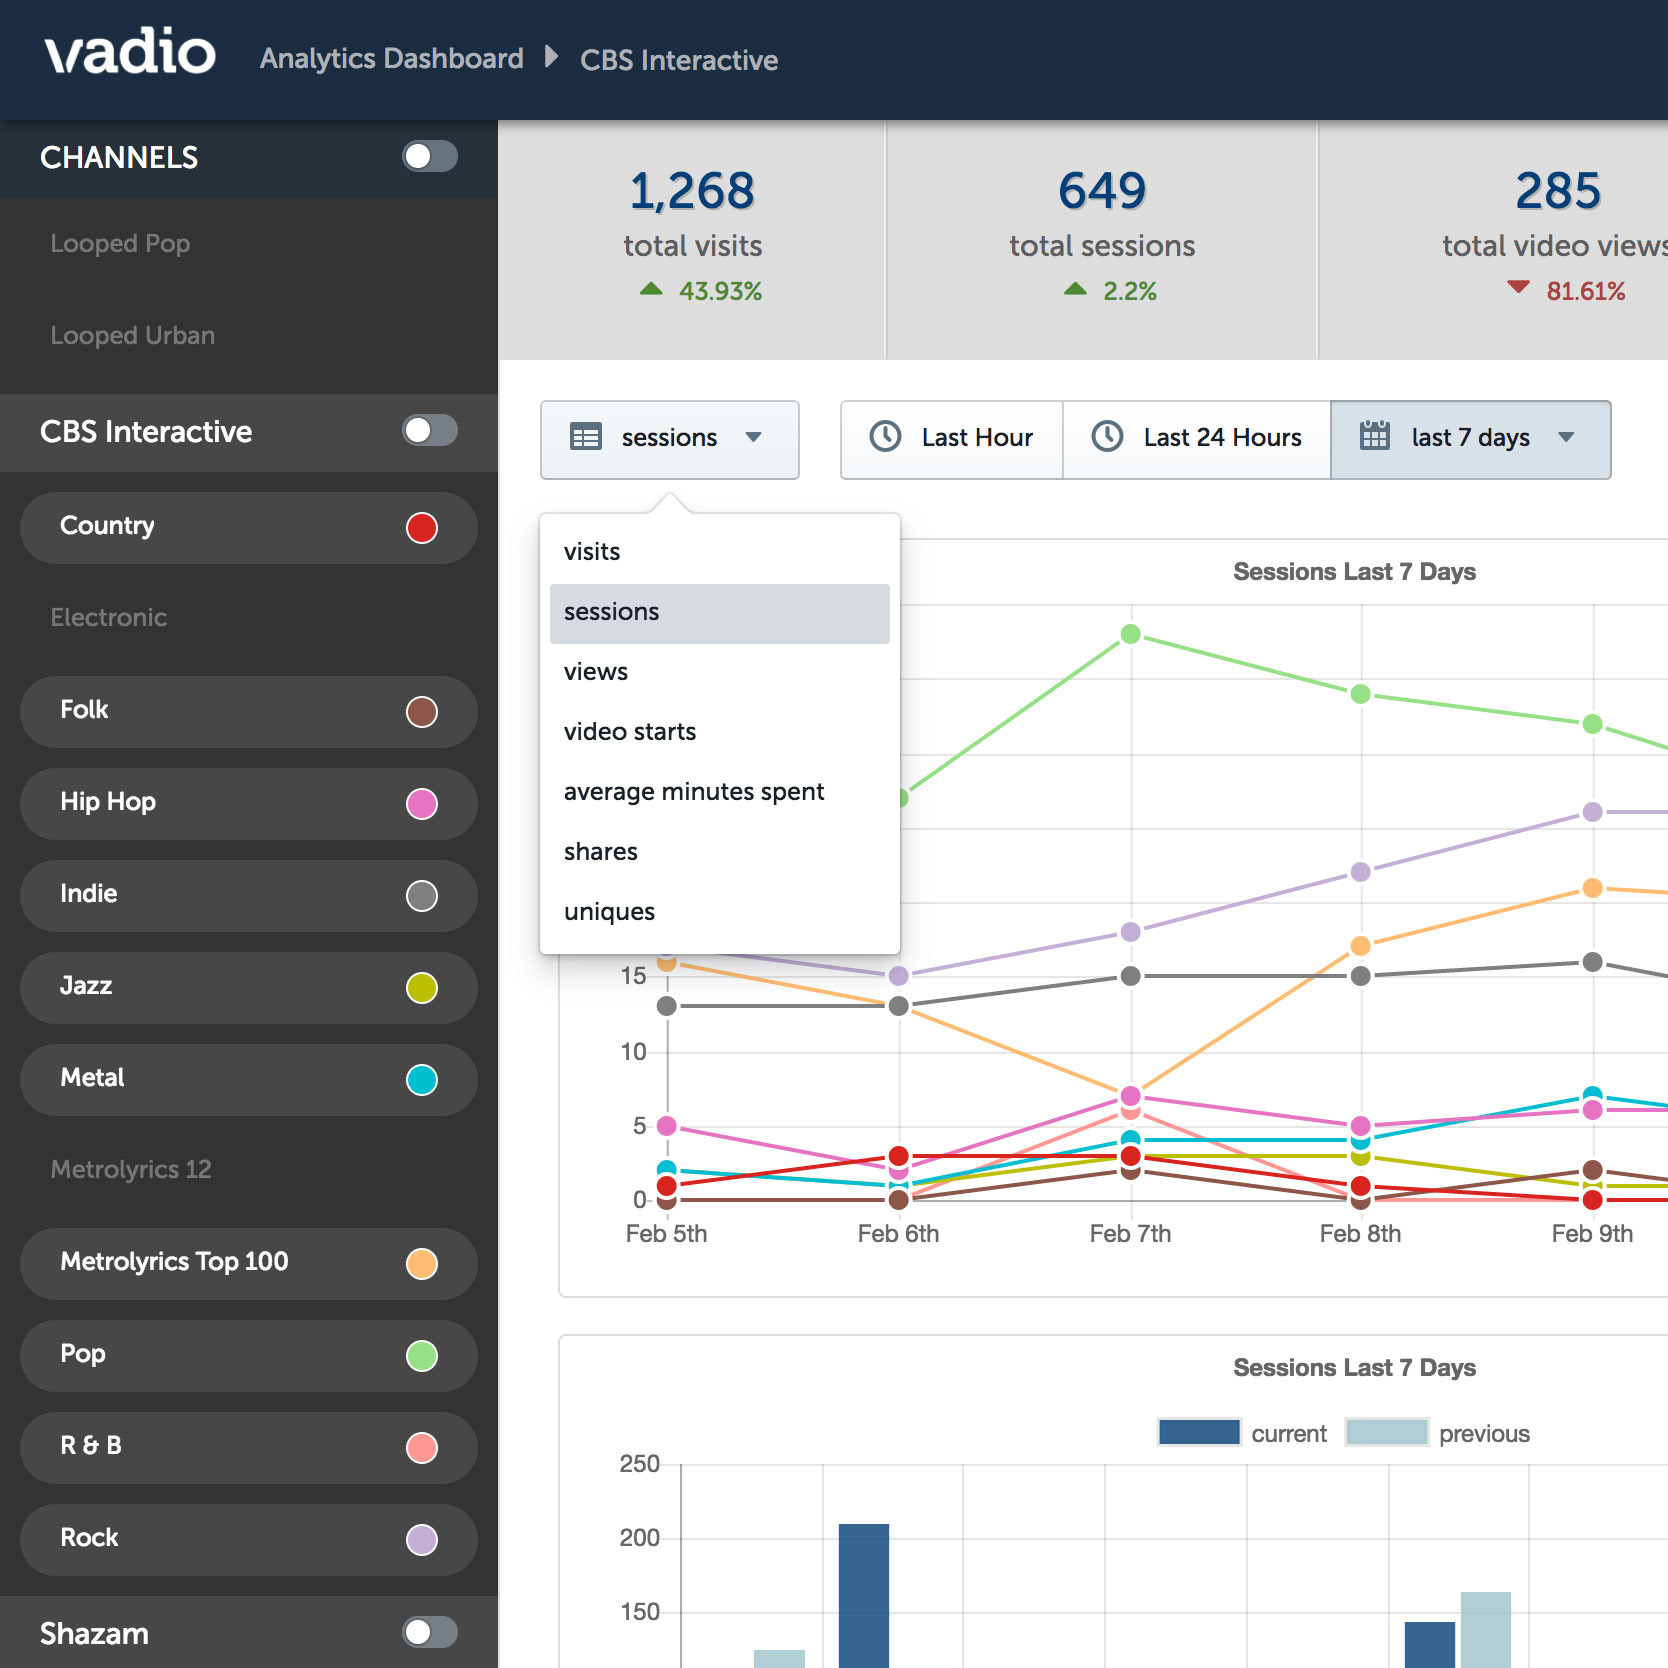 vadio
Analytics Dashboard
CBS Interactive
CHANNELS
Looped Pop
Looped Urban
CBS Interactive
Country
Electronic
Folk
Hip Hop
Indie
Jazz
Metal
Metrolyrics 12
Metrolyrics Top 100
Pop
R & B
Rock
Shazam
1,268
total visits
43.93%
649
total sessions
2.2%
285
total video views
81.61%
sessions
Last Hour
Last 24 Hours
last 7 days
visits
sessions
views
video starts
average minutes spent
shares
uniques
Sessions Last 7 Days
15
10
5
0
Feb 5th
Feb 6th
Feb 7th
Feb 8th
Feb 9th
Sessions Last 7 Days
current
previous
250
200
150